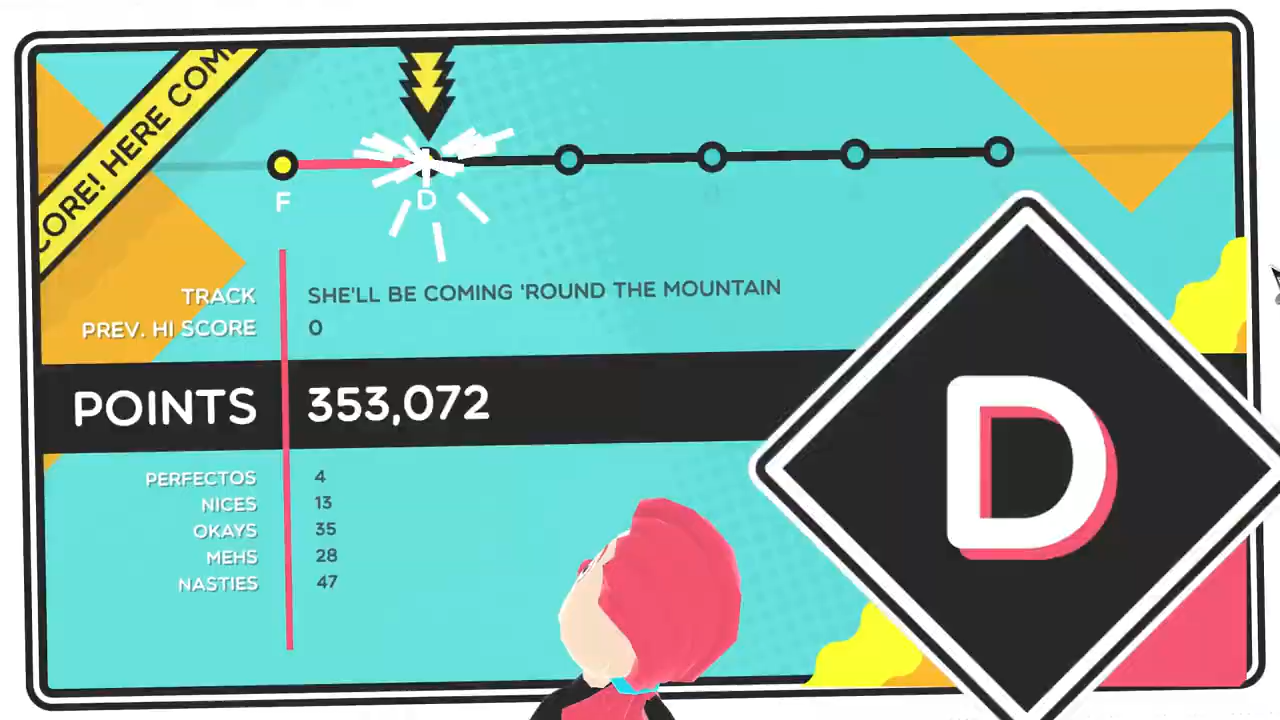 CORE! HERE COM
F
D
TRACK SHE'LL BE COMING 'ROUND THE MOUNTAIN
PREV. HI SCORE 0
POINTS 353,072
PERFECTOS 4
NICES 13
OKAYS 35
MEHS 28
NASTIES 47
D